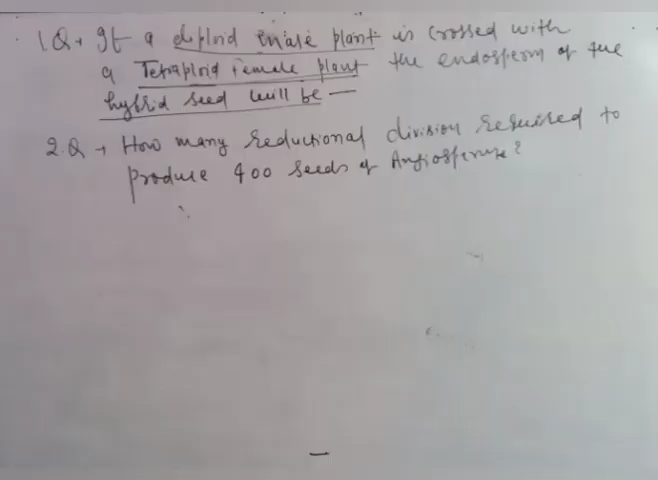 1.Q → If a diploid male plant is crossed with
a Tetraploid Female plant the endosperm of the
hybrid seed will be —
2.Q → How many reductional division required to
produce 400 seeds of Angiosperms?